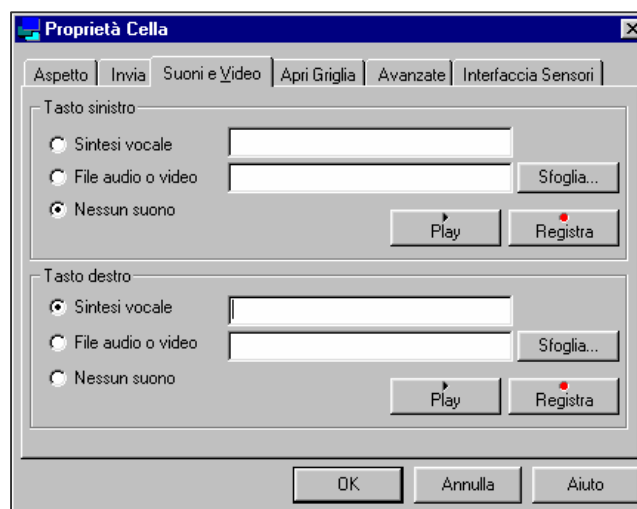 Proprietà Cella
Aspetto Invia Suoni e Video Apri Griglia Avanzate Interfaccia Sensori
Tasto sinistro
Sintesi vocale
File audio o video Sfoglia...
Nessun suono
Play Registra
Tasto destro
Sintesi vocale
File audio o video Sfoglia...
Nessun suono
Play Registra
OK Annulla Aiuto